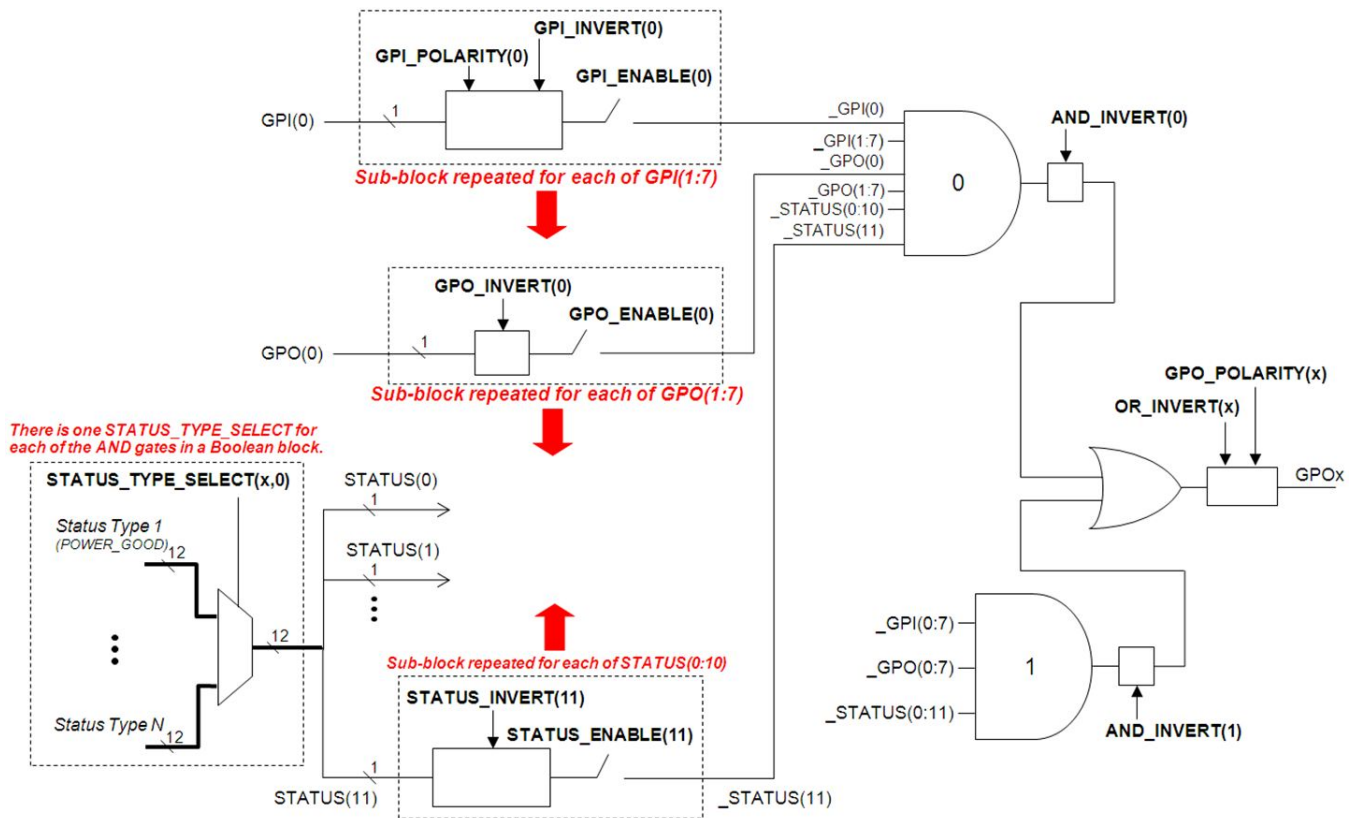 GPI_INVERT(0)
GPI_POLARITY(0)
GPI_ENABLE(0)
GPI(0)
1
_GPI(0)
Sub-block repeated for each of GPI(1:7)
_GPI(1:7)
_GPO(0)
_GPO(1:7)
_STATUS(0:10)
_STATUS(11)
0
AND_INVERT(0)
GPO_INVERT(0)
GPO_ENABLE(0)
GPO(0)
1
Sub-block repeated for each of GPO(1:7)
GPO_POLARITY(x)
OR_INVERT(x)
GPOx
There is one STATUS_TYPE_SELECT for
each of the AND gates in a Boolean block.
STATUS_TYPE_SELECT(x,0)
Status Type 1
(POWER_GOOD)
12
12
Status Type N
12
STATUS(0)
1
STATUS(1)
1
Sub-block repeated for each of STATUS(0:10)
STATUS_INVERT(11)
STATUS_ENABLE(11)
1
STATUS(11)
_STATUS(11)
_GPI(0:7)
_GPO(0:7)
_STATUS(0:11)
1
AND_INVERT(1)